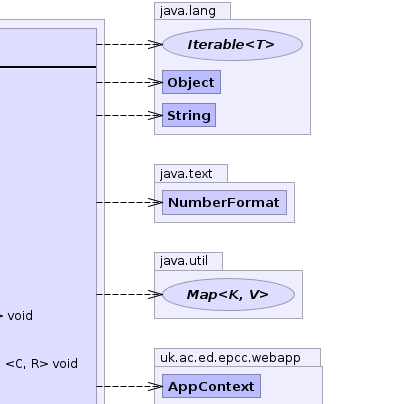 java.lang
Iterable<T>
Object
String
java.text
NumberFormat
java.util
Map<K, V>
> void
uk.ac.ed.epcc.webapp
<C, R> void
AppContext